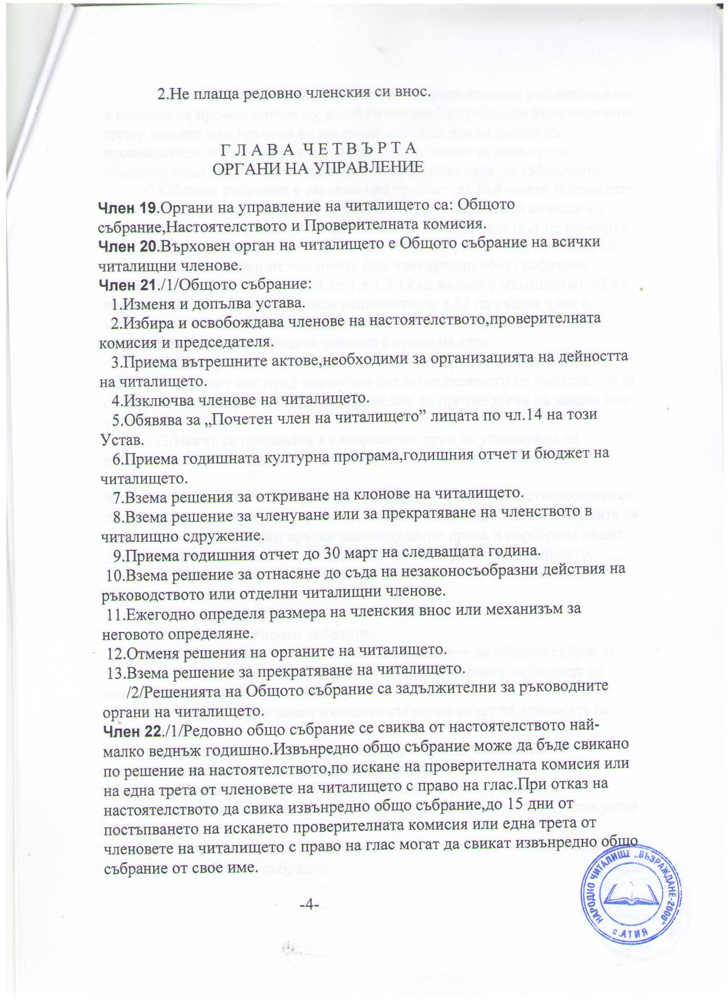 2.Не плаща редовно членския си внос.
Г Л А В А Ч Е Т В Ъ Р Т А
ОРГАНИ НА УПРАВЛЕНИЕ
Член 19.Органи на управление на читалището са: Общото
събрание,Настоятелството и Проверителната комисия.
Член 20.Върховен орган на читалището е Общото събрание на всички
читалищни членове.
Член 21./1/Общото събрание:
1.Изменя и допълва устава.
2.Избира и освобождава членове на настоятелството,проверителната
комисия и председателя.
3.Приема вътрешните актове,необходими за организацията на дейността
на читалището.
4.Изключва членове на читалището.
5.Обявява за „Почетен член на читалището” лицата по чл.14 на този
Устав.
6.Приема годишната културна програма,годишния отчет и бюджет на
читалището.
7.Взема решения за откриване на клонове на читалището.
8.Взема решение за членуване или за прекратяване на членството в
читалищно сдружение.
9.Приема годишния отчет до 30 март на следващата година.
10.Взема решение за отнасяне до съда на незаконосъобразни действия на
ръководството или отделни читалищни членове.
11.Ежегодно определя размера на членския внос или механизъм за
неговото определяне.
12.Отменя решения на органите на читалището.
13.Взема решение за прекратяване на читалището.
/2/Решенията на Общото събрание са задължителни за ръководните
органи на читалището.
Член 22./1/Редовно общо събрание се свиква от настоятелството най-
малко веднъж годишно.Извънредно общо събрание може да бъде свикано
по решение на настоятелството,по искане на проверителната комисия или
на една трета от членовете на читалището с право на глас.При отказ на
настоятелството да свика извънредно общо събрание,до 15 дни от
постъпването на искането проверителната комисия или една трета от
членовете на читалището с право на глас могат да свикат извънредно общо
събрание от свое име.
НАРОДНО ЧИТАЛИЩЕ „ВЪЗРАЖДАНЕ-2000”
с.АТИЯ
-4-